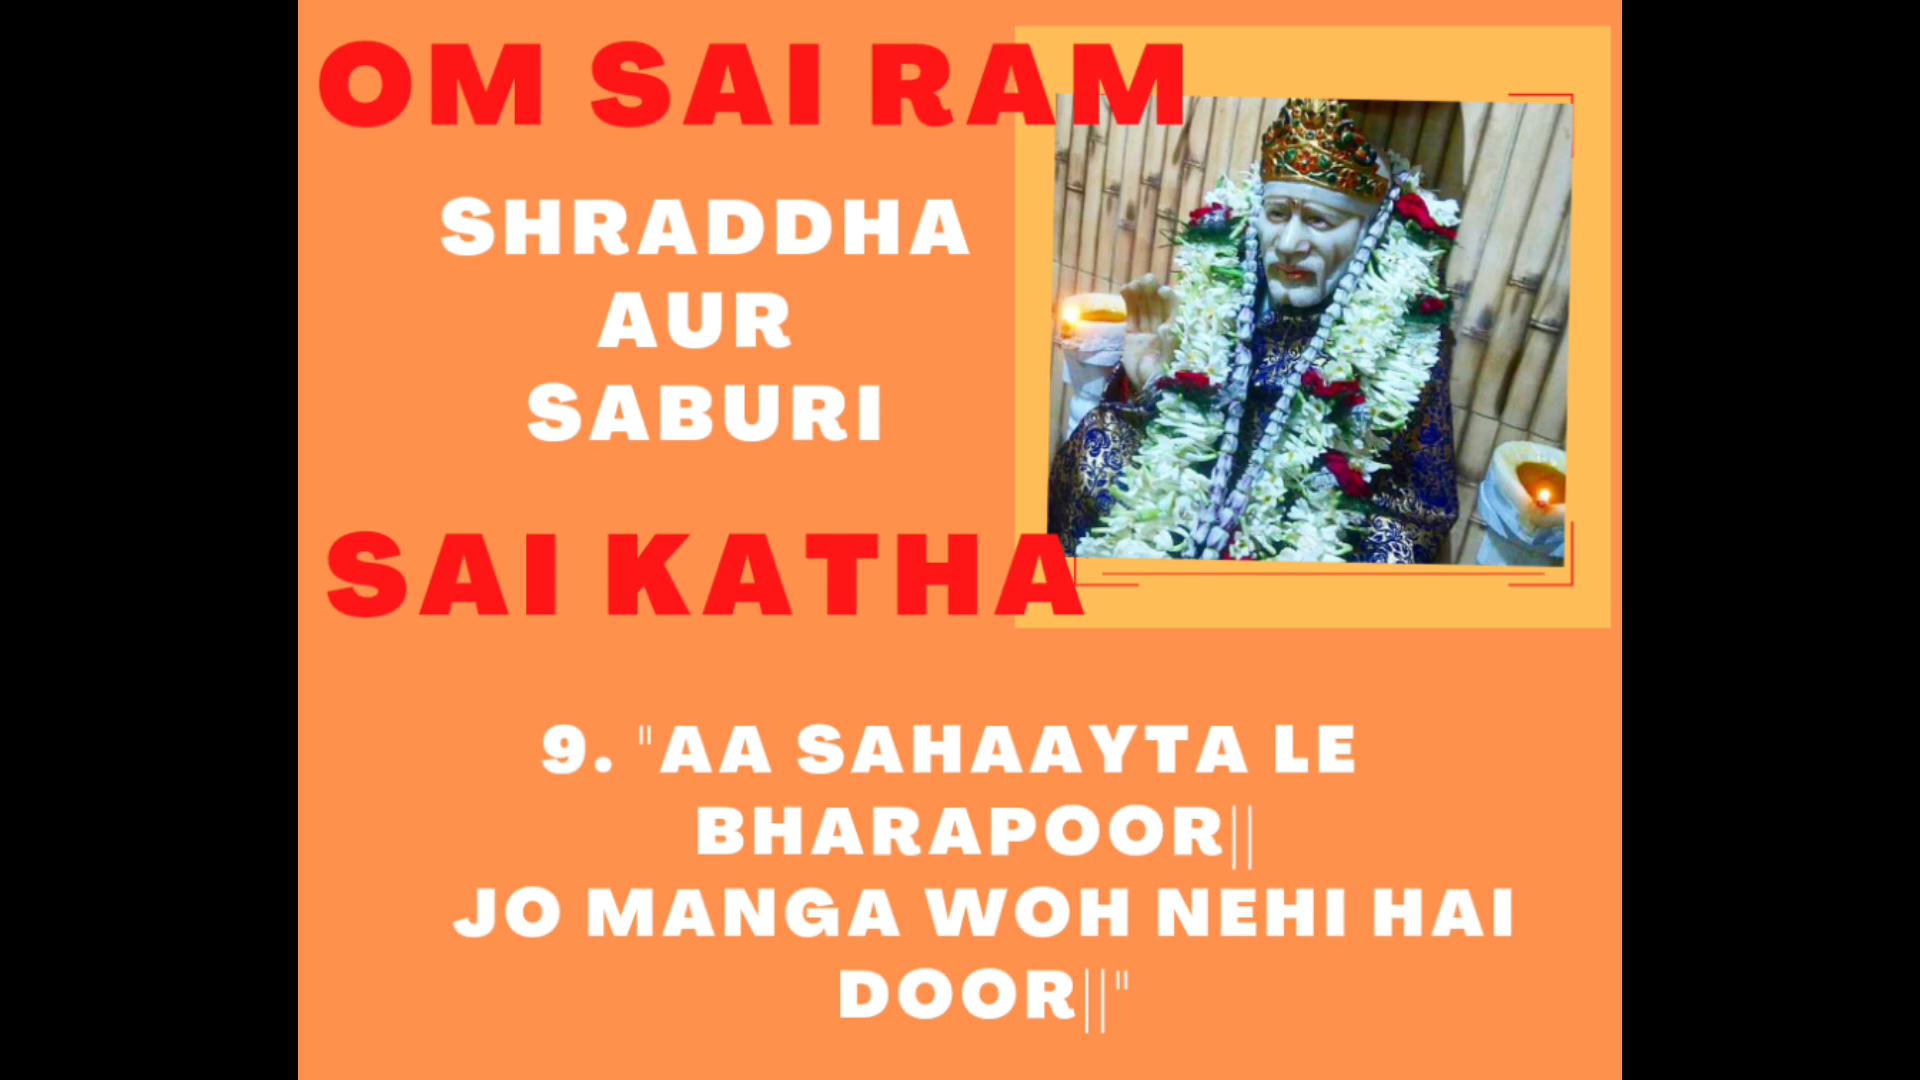 OM SAI RAM
SHRADDHA
AUR
SABURI
SAI KATHA
9. "AA SAHAAYTA LE
BHARAPOOR||
JO MANGA WOH NEHI HAI
DOOR||"